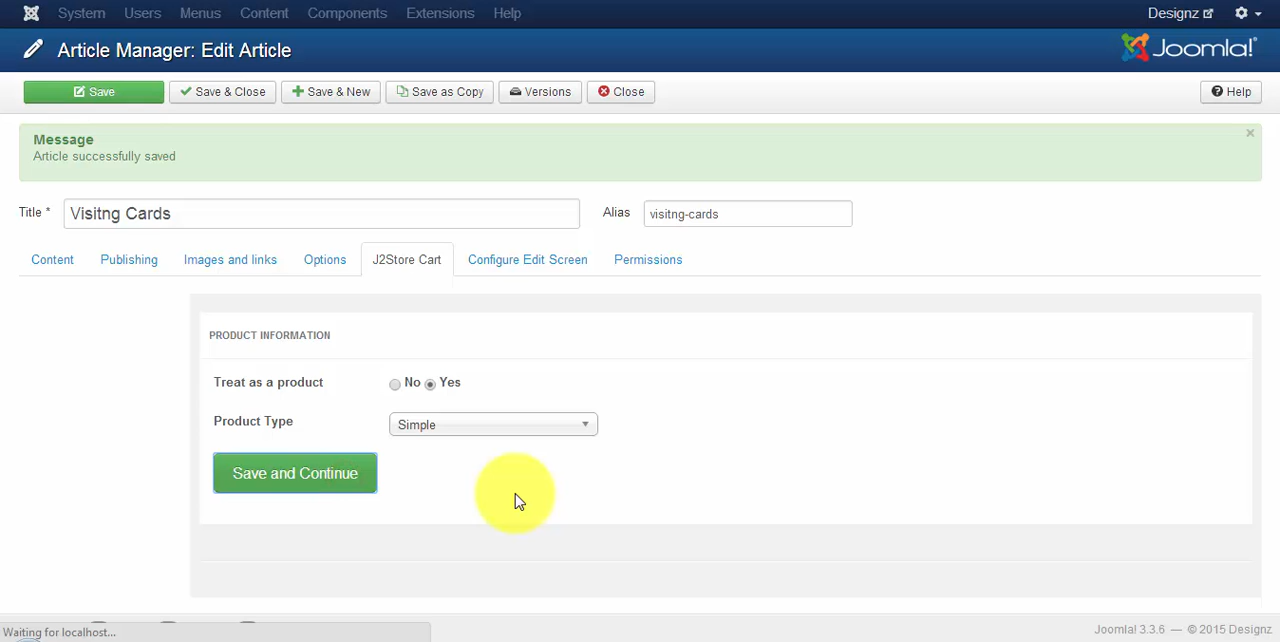 System Users Menus Content Components Extensions Help Designz
Article Manager: Edit Article Joomla!®
Save Save & Close Save & New Save as Copy Versions Close Help
Message ×
Article successfully saved
Title * Visitng Cards Alias visitng-cards
Content Publishing Images and links Options J2Store Cart Configure Edit Screen Permissions
PRODUCT INFORMATION
Treat as a product No Yes
Product Type Simple
Save and Continue
Waiting for localhost... Joomla! 3.3.6 — © 2015 Designz